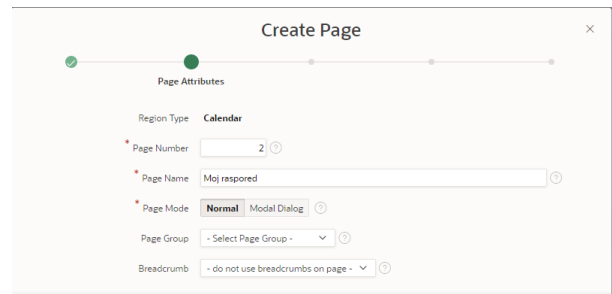 Create Page
Page Attributes
Region Type Calendar
* Page Number 2
* Page Name Moj raspored
* Page Mode Normal Modal Dialog
Page Group - Select Page Group -
Breadcrumb - do not use breadcrumbs on page -